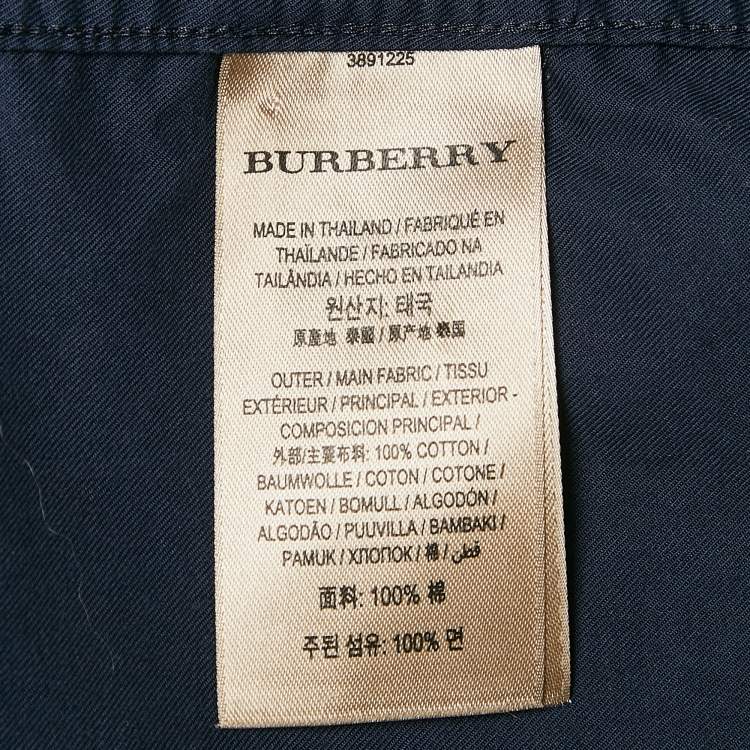 3891225
BURBERRY
MADE IN THAILAND / FABRIQUÉ EN
THAÏLANDE / FABRICADO NA
TAILÂNDIA / HECHO EN TAILANDIA
원산지: 태국
原產地 泰國 / 原产地 泰国
OUTER / MAIN FABRIC / TISSU
EXTÉRIEUR / PRINCIPAL / EXTERIOR -
COMPOSICION PRINCIPAL /
外部/主要布料: 100% COTTON /
BAUMWOLLE / COTON / COTONE /
KATOEN / BOMULL / ALGODÓN /
ALGODÃO / PUUVILLA / BAMBAKI /
PAMUK / ХЛОПОК / 棉 / قطن /
面料: 100% 棉
주된 섬유: 100% 면